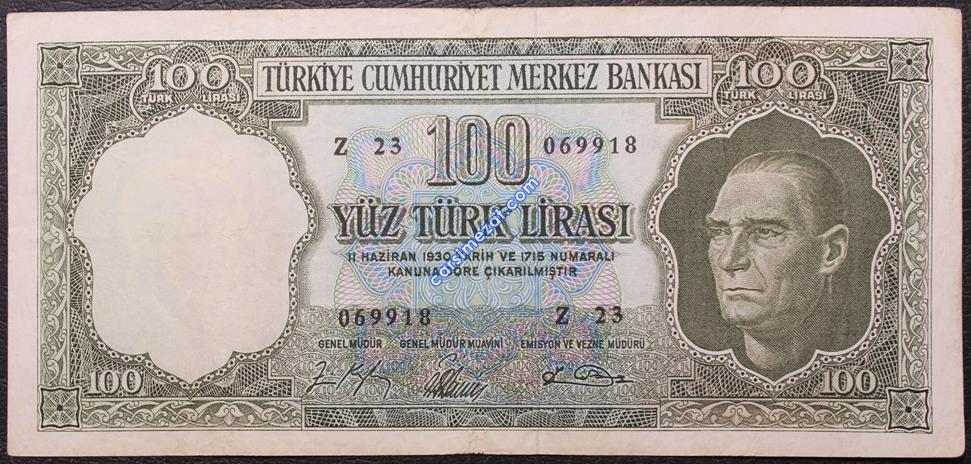 100
TÜRK LİRASI
TÜRKİYE CUMHURİYET MERKEZ BANKASI
100
TÜRK LİRASI
Z 23
100
069918
YÜZ TÜRK LİRASI
11 HAZİRAN 1930 TARİH VE 1715 NUMARALI
KANUNA GÖRE ÇIKARILMIŞTIR
069918
Z 23
GENEL MÜDÜR
GENEL MÜDÜR MUAVİNİ
EMİSYON VE VEZNE MÜDÜRÜ
100
100